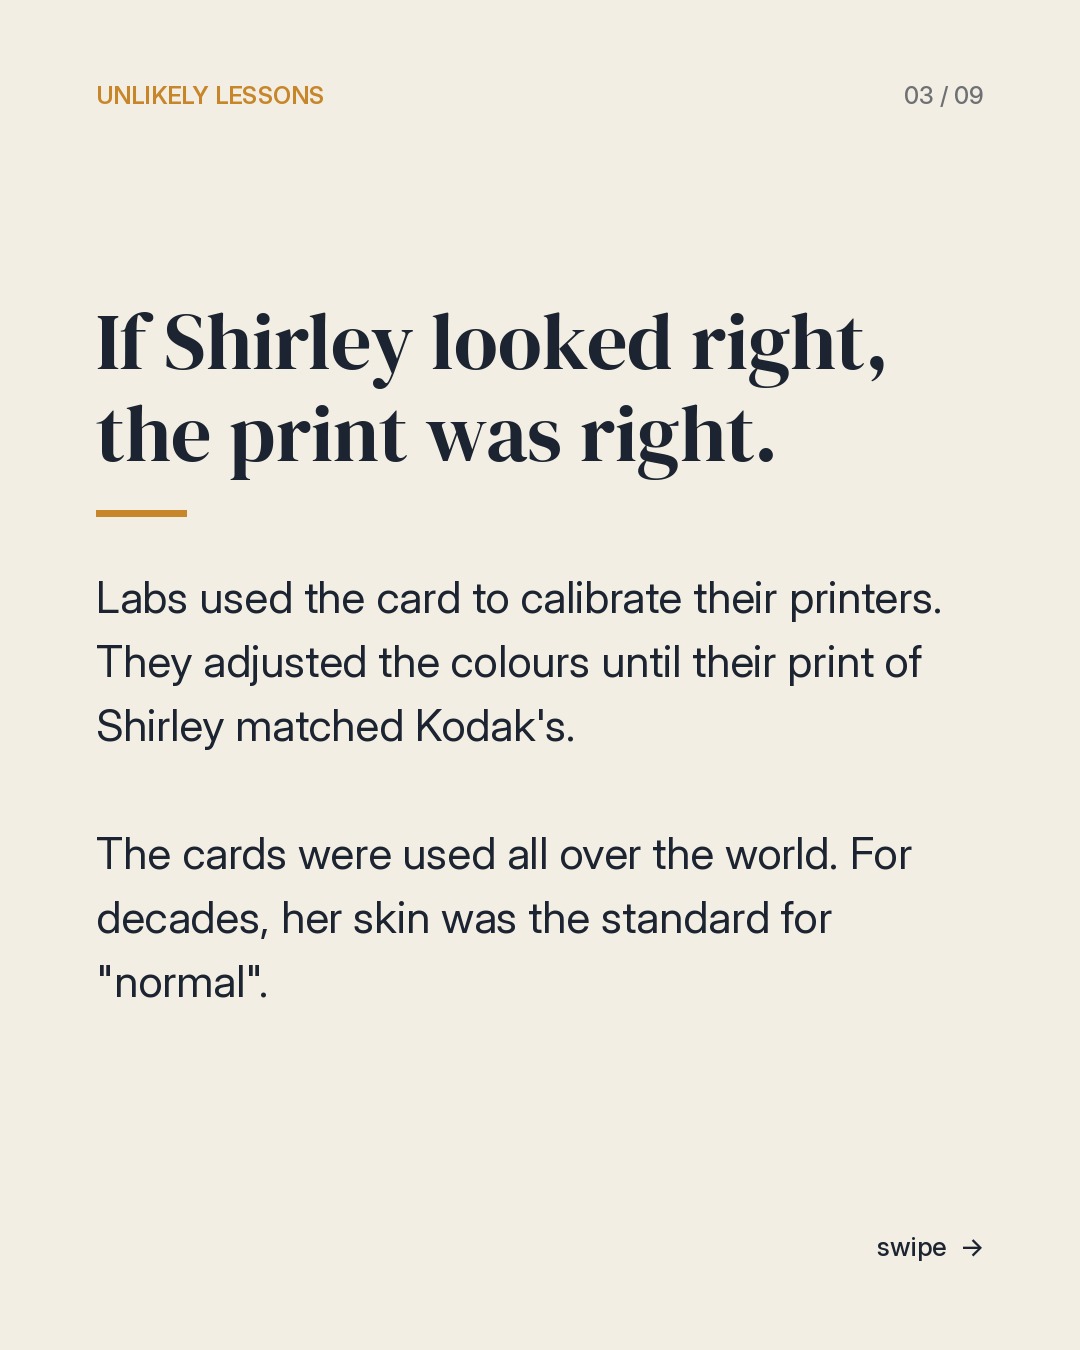 UNLIKELY LESSONS
03 / 09
If Shirley looked right,
the print was right.
Labs used the card to calibrate their printers.
They adjusted the colours until their print of
Shirley matched Kodak's.
The cards were used all over the world. For
decades, her skin was the standard for
"normal".
swipe →